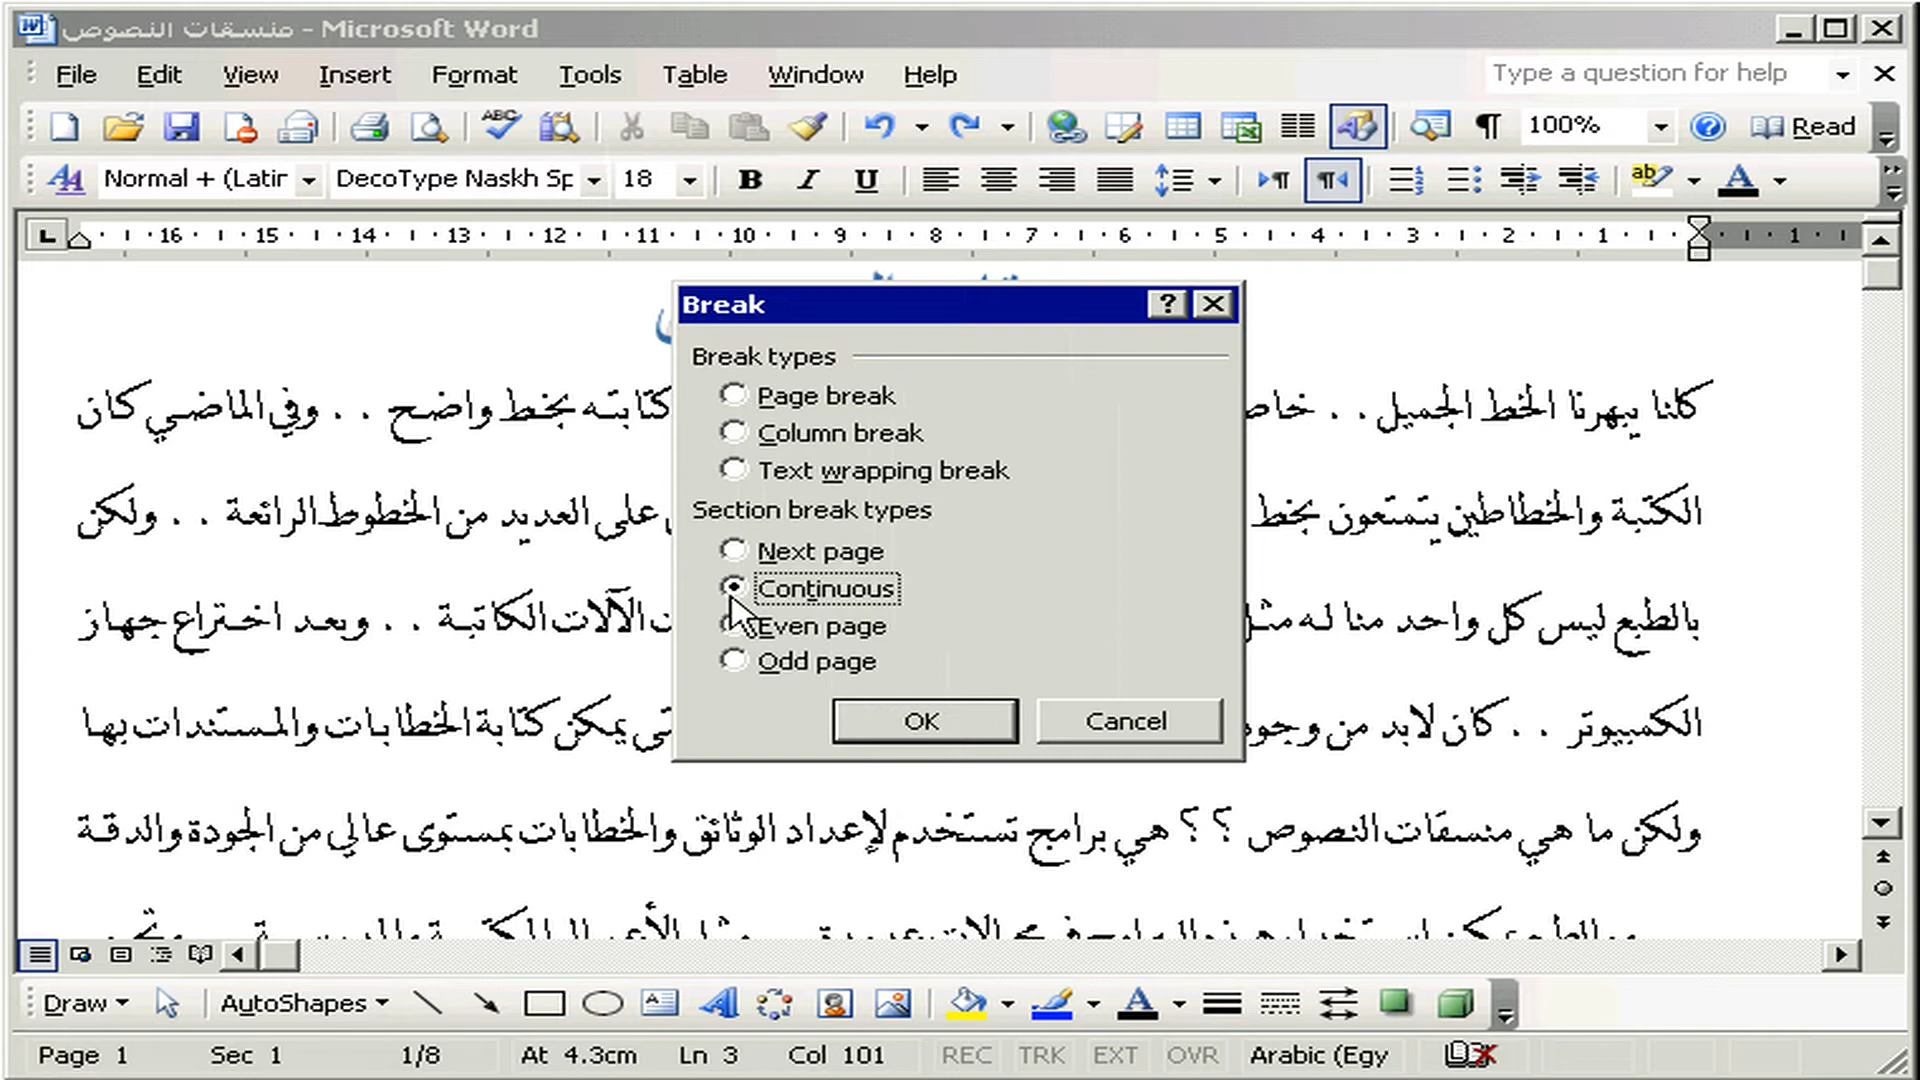 منسقات النصوص - Microsoft Word
File Edit View Insert Format Tools Table Window Help
Type a question for help
100% Read
Normal + (Latir DecoType Naskh Sp 18 B I U
16 15 14 13 12 11 10 9 8 7 6 5 4 3 2 1 1
Break
Break types
Page break
Column break
Text wrapping break
Section break types
Next page
Continuous
Even page
Odd page
OK Cancel
كلنا يبهرنا الخط الجميل . . كتابته بخط واضح . . وفي الماضي كان
الكتبة والخطاطين يتمتعون بخط على العديد من الخطوط الرائعة . . ولكن
بالطبع ليس كل واحد منا له الآلات الكاتبة . . وبعد اختراع جهاز
الكمبيوتر . . كان لابد من يمكن كتابة الخطابات والمستندات بها
ولكن ما هي منسقات النصوص ؟ ؟ هي برامج تستخدم لإعداد الوثائق والخطابات بمستوى عالي من الجودة والدقة
Draw AutoShapes
Page 1 Sec 1 1/8 At 4.3cm Ln 3 Col 101 REC TRK EXT OVR Arabic (Egy